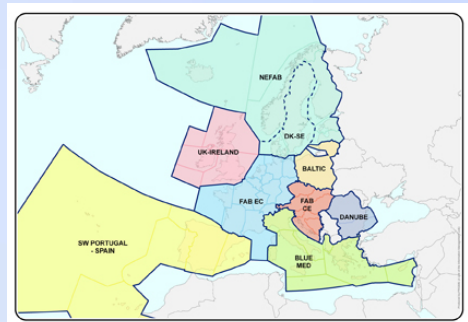 NEFAB
DK-SE
UK-IRELAND
BALTIC
FAB EC
FAB
CE
DANUBE
SW PORTUGAL
- SPAIN
BLUE
MED